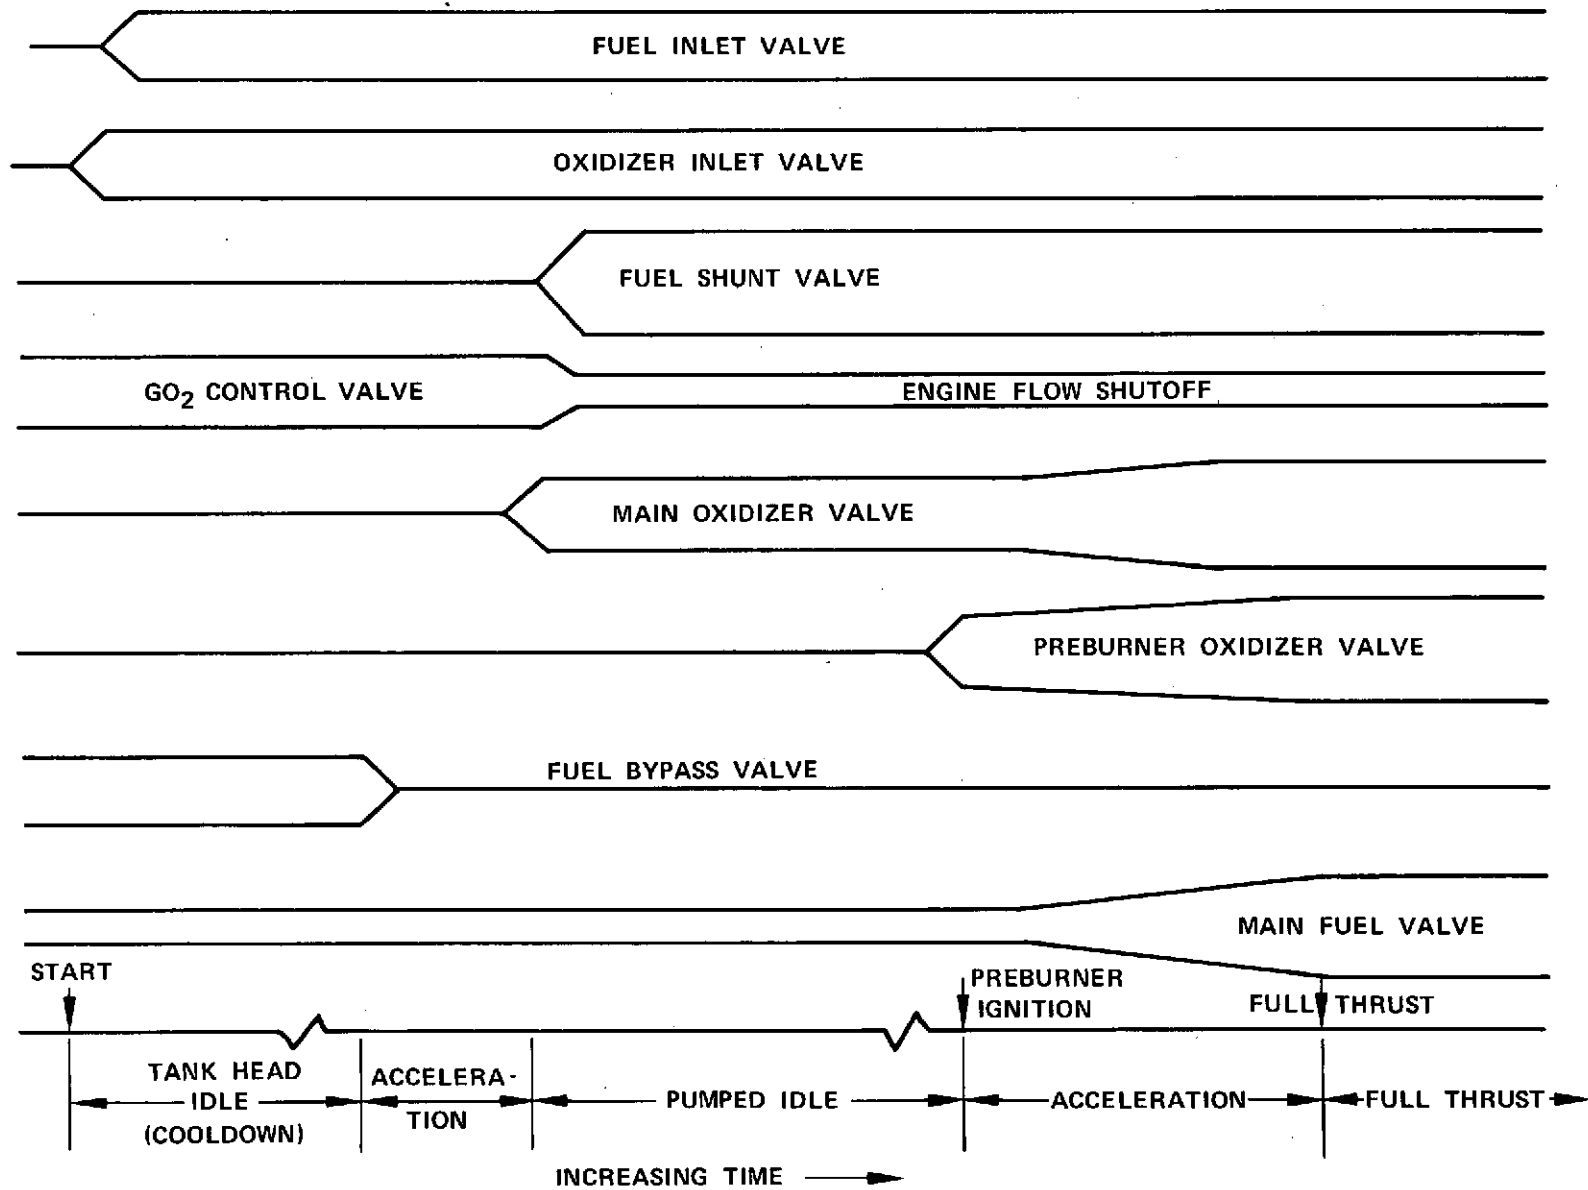 FUEL INLET VALVE
OXIDIZER INLET VALVE
FUEL SHUNT VALVE
GO2 CONTROL VALVE
ENGINE FLOW SHUTOFF
MAIN OXIDIZER VALVE
PREBURNER OXIDIZER VALVE
FUEL BYPASS VALVE
MAIN FUEL VALVE
START
PREBURNER
IGNITION
FULL THRUST
TANK HEAD
IDLE
(COOLDOWN)
ACCELERA-
TION
PUMPED IDLE
ACCELERATION
FULL THRUST
INCREASING TIME